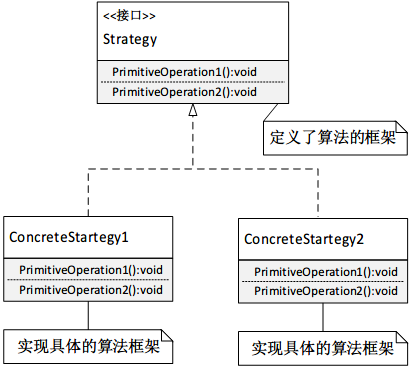 <<接口>>
Strategy
PrimitiveOperation1():void
PrimitiveOperation2():void
定义了算法的框架
ConcreteStartegy1
PrimitiveOperation1():void
PrimitiveOperation2():void
实现具体的算法框架
ConcreteStartegy2
PrimitiveOperation1():void
PrimitiveOperation2():void
实现具体的算法框架